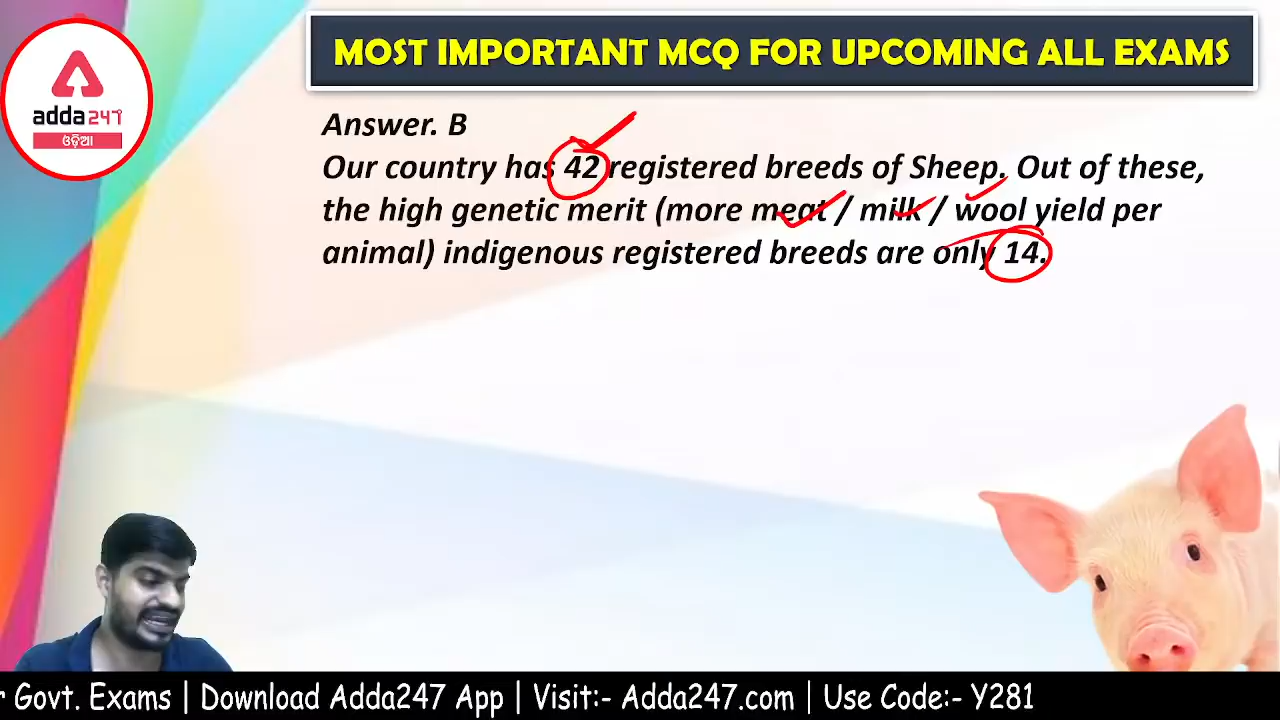 MOST IMPORTANT MCQ FOR UPCOMING ALL EXAMS
adda247
ଓଡ଼ିଆ
Answer. B
Our country has 42 registered breeds of Sheep. Out of these,
the high genetic merit (more meat / milk / wool yield per
animal) indigenous registered breeds are only 14.
r Govt. Exams | Download Adda247 App | Visit:- Adda247.com | Use Code:- Y281